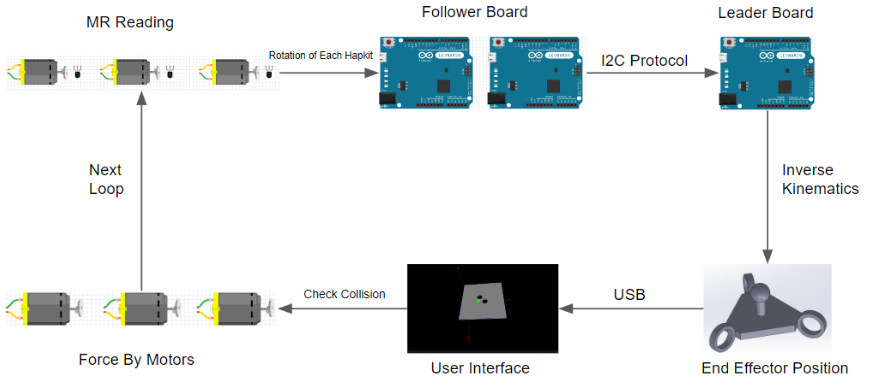 MR Reading
Follower Board
Leader Board
Rotation of Each Hapkit
I2C Protocol
Next
Loop
Inverse
Kinematics
Check Collision
USB
Force By Motors
User Interface
End Effector Position